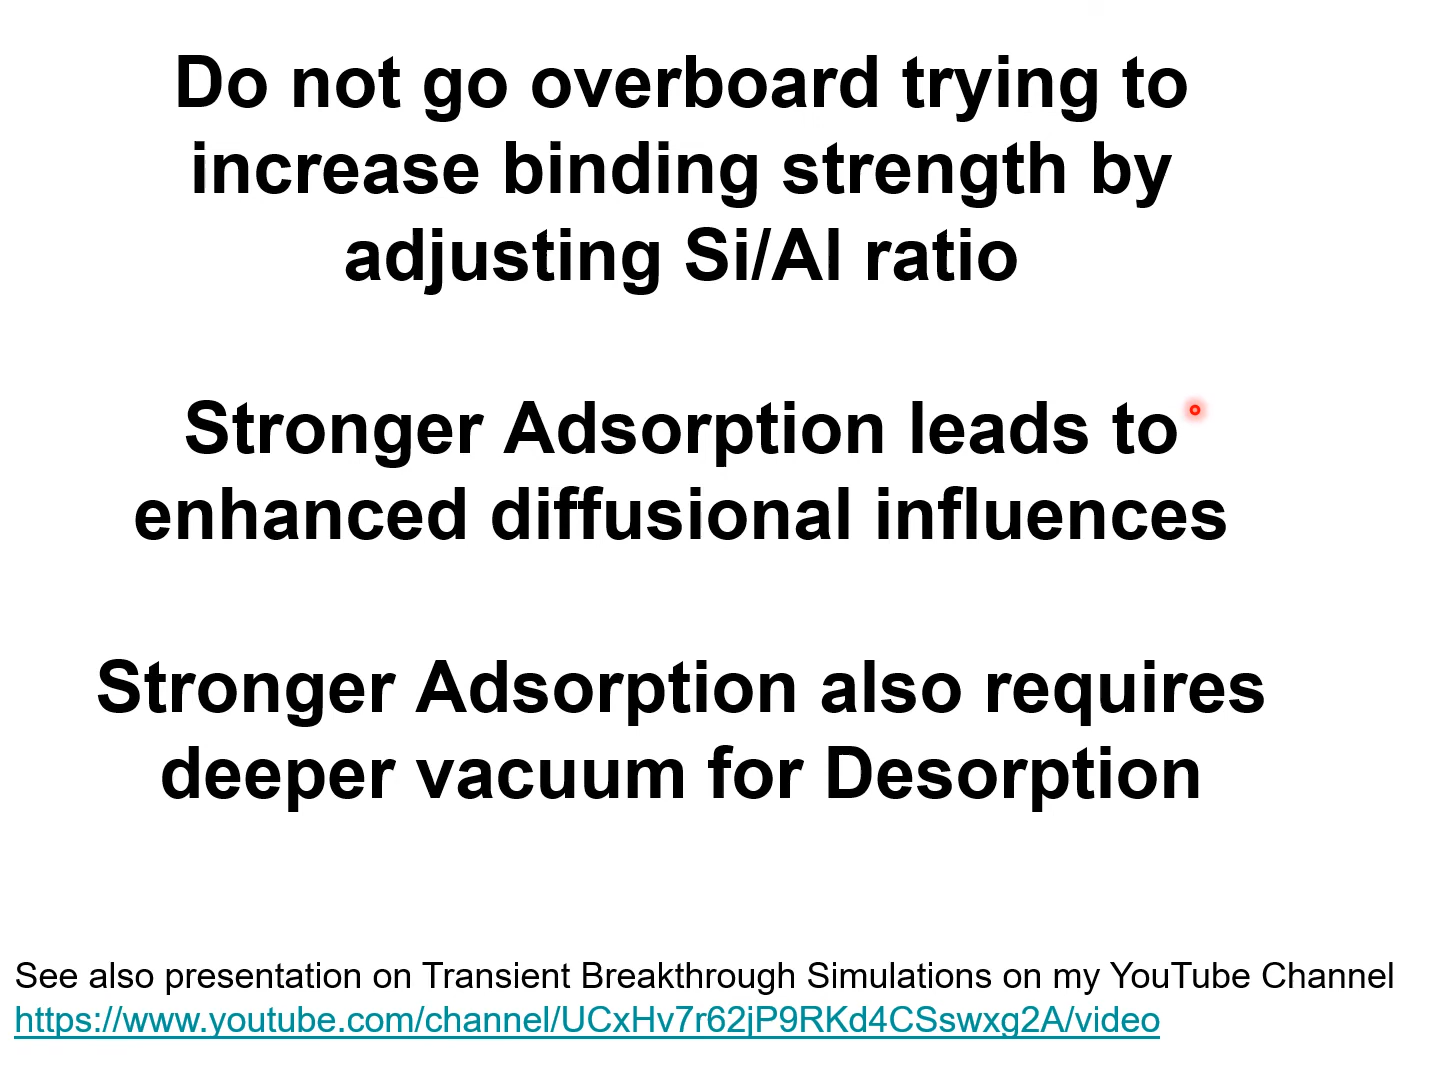 Do not go overboard trying to
increase binding strength by
adjusting Si/Al ratio
Stronger Adsorption leads to
enhanced diffusional influences
Stronger Adsorption also requires
deeper vacuum for Desorption
See also presentation on Transient Breakthrough Simulations on my YouTube Channel
https://www.youtube.com/channel/UCxHv7r62jP9RKd4CSswxg2A/video